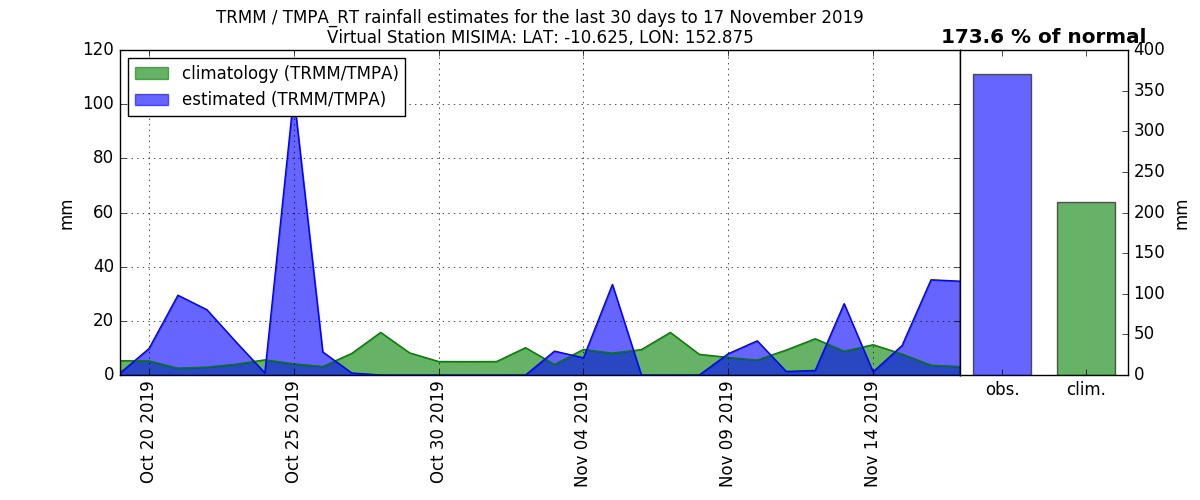 TRMM / TMPA_RT rainfall estimates for the last 30 days to 17 November 2019
Virtual Station MISIMA: LAT: -10.625, LON: 152.875
173.6 % of normal
climatology (TRMM/TMPA)
estimated (TRMM/TMPA)
120
100
80
60
40
20
0
mm
Oct 20 2019
Oct 25 2019
Oct 30 2019
Nov 04 2019
Nov 09 2019
Nov 14 2019
400
350
300
250
200
150
100
50
0
mm
obs.
clim.